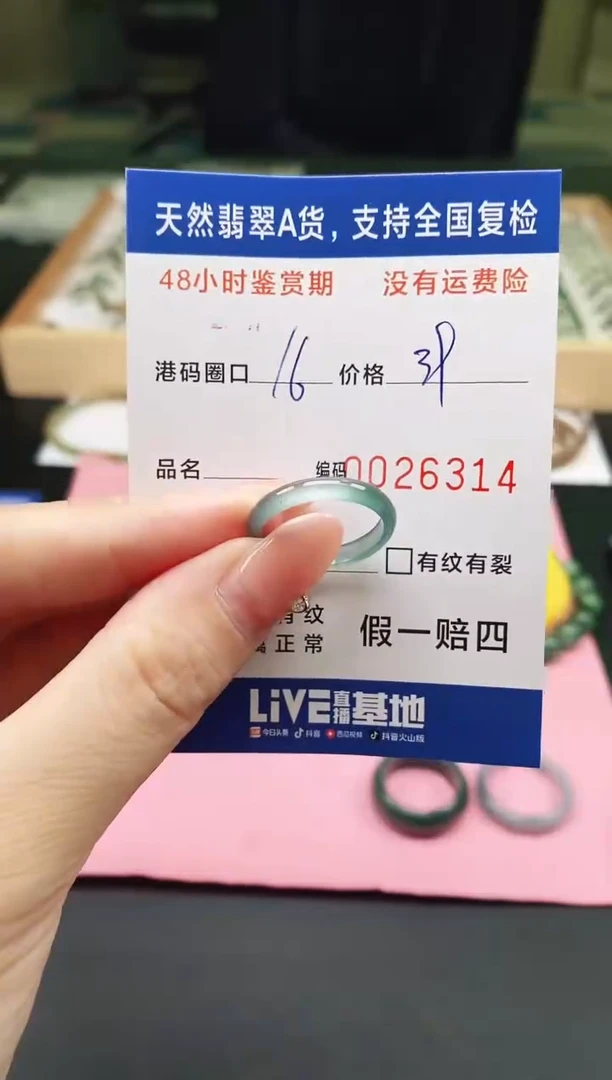 天然翡翠A货，支持全国复检
48小时鉴赏期 没有运费险
港码圈口 16 价格
品名 编码 0026314
有纹有裂
有纹
正常 假一赔四
LiVE直播基地
今日头条 抖音 西瓜视频 抖音火山版